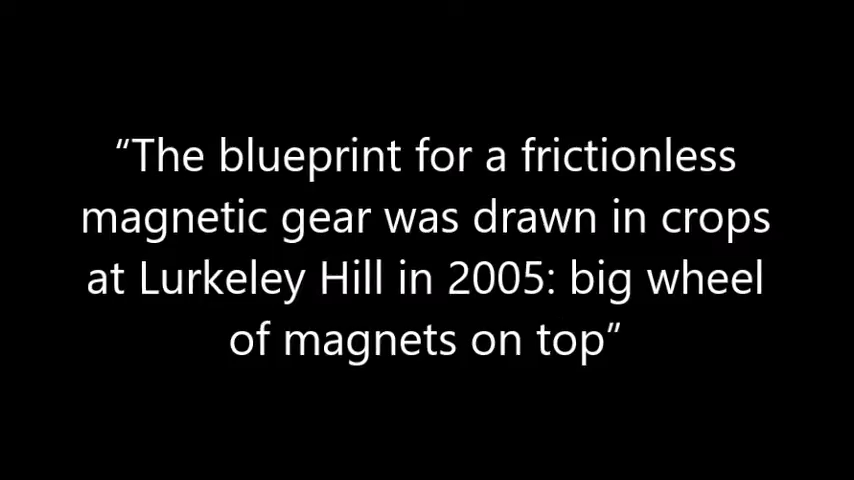 “The blueprint for a frictionless
magnetic gear was drawn in crops
at Lurkeley Hill in 2005: big wheel
of magnets on top”